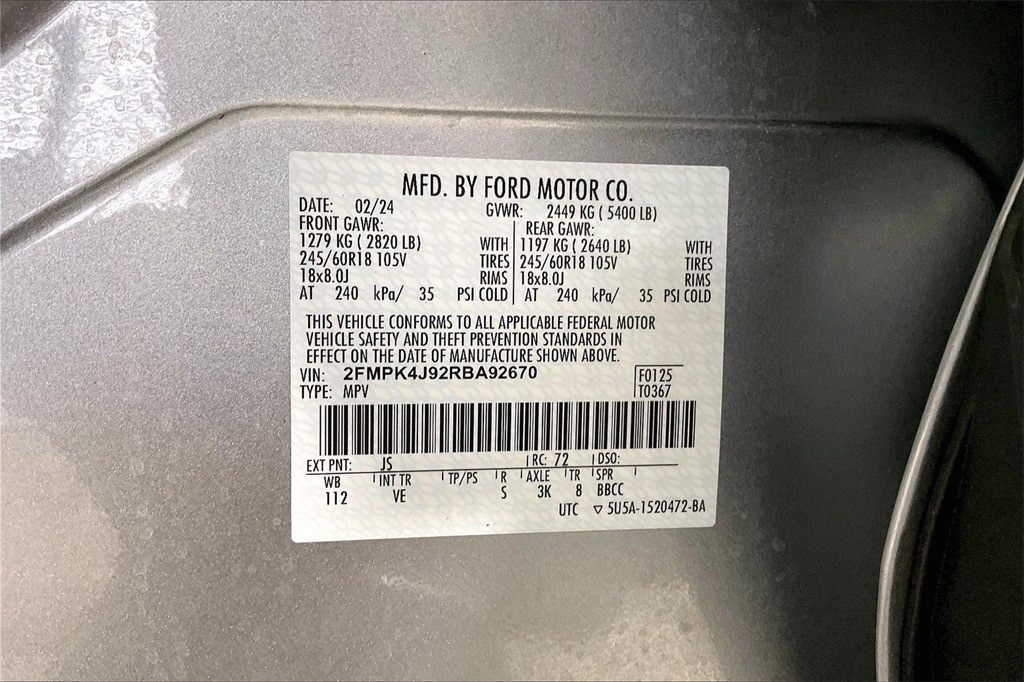 MFD. BY FORD MOTOR CO.
DATE: 02/24 GVWR: 2449 KG ( 5400 LB)
FRONT GAWR: REAR GAWR:
1279 KG ( 2820 LB) WITH 1197 KG ( 2640 LB) WITH
245/60R18 105V TIRES 245/60R18 105V TIRES
18x8.0J RIMS 18x8.0J RIMS
AT 240 kPa/ 35 PSI COLD AT 240 kPa/ 35 PSI COLD
THIS VEHICLE CONFORMS TO ALL APPLICABLE FEDERAL MOTOR
VEHICLE SAFETY AND THEFT PREVENTION STANDARDS IN
EFFECT ON THE DATE OF MANUFACTURE SHOWN ABOVE.
VIN: 2FMPK4J92RBA92670 F0125
TYPE: MPV T0367
EXT PNT: JS RC: 72 DSO:
WB INT TR TP/PS R AXLE TR SPR
112 VE S 3K 8 BBCC
UTC ▽ 5U5A-1520472-BA